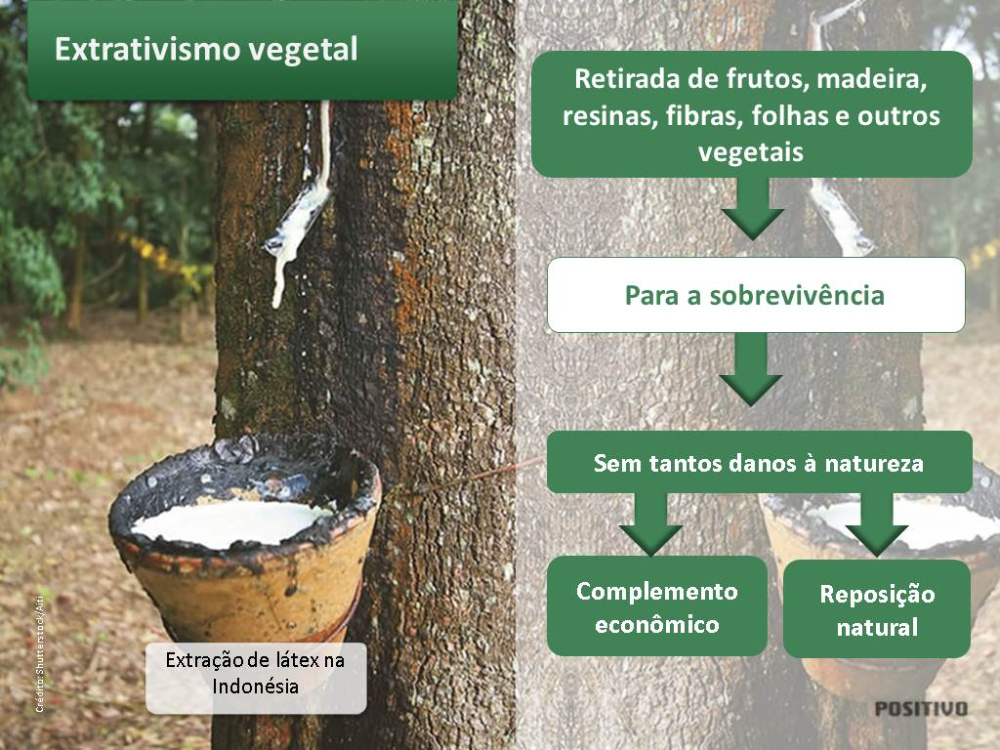 Extrativismo vegetal
Retirada de frutos, madeira,
resinas, fibras, folhas e outros
vegetais
Para a sobrevivência
Sem tantos danos à natureza
Complemento
econômico
Reposição
natural
Extração de látex na
Indonésia
Crédito: Shutterstock/Aiti
POSITIVO